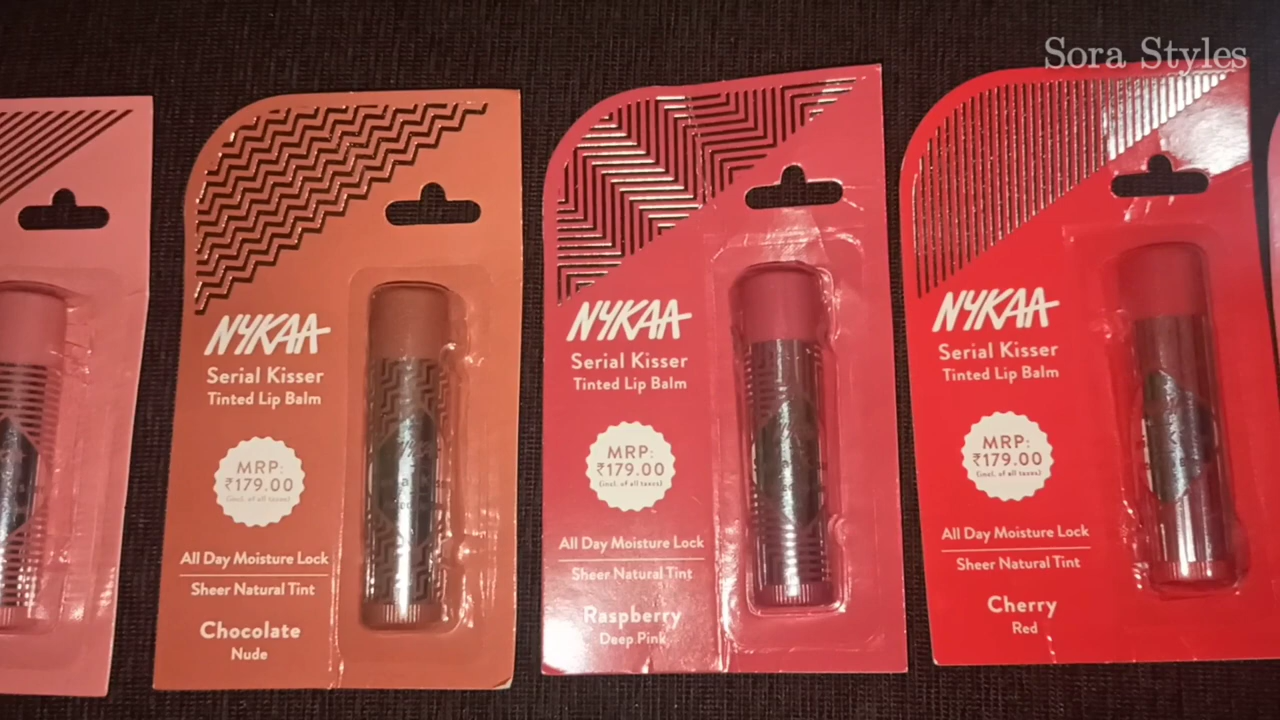 Sora Styles
NYKAA
Serial Kisser
Tinted Lip Balm
MRP:
₹179.00
(incl. of all taxes)
All Day Moisture Lock
Sheer Natural Tint
Chocolate
Nude
NYKAA
Serial Kisser
Tinted Lip Balm
MRP:
₹179.00
(incl. of all taxes)
All Day Moisture Lock
Sheer Natural Tint
Raspberry
Deep Pink
NYKAA
Serial Kisser
Tinted Lip Balm
MRP:
₹179.00
(incl. of all taxes)
All Day Moisture Lock
Sheer Natural Tint
Cherry
Red